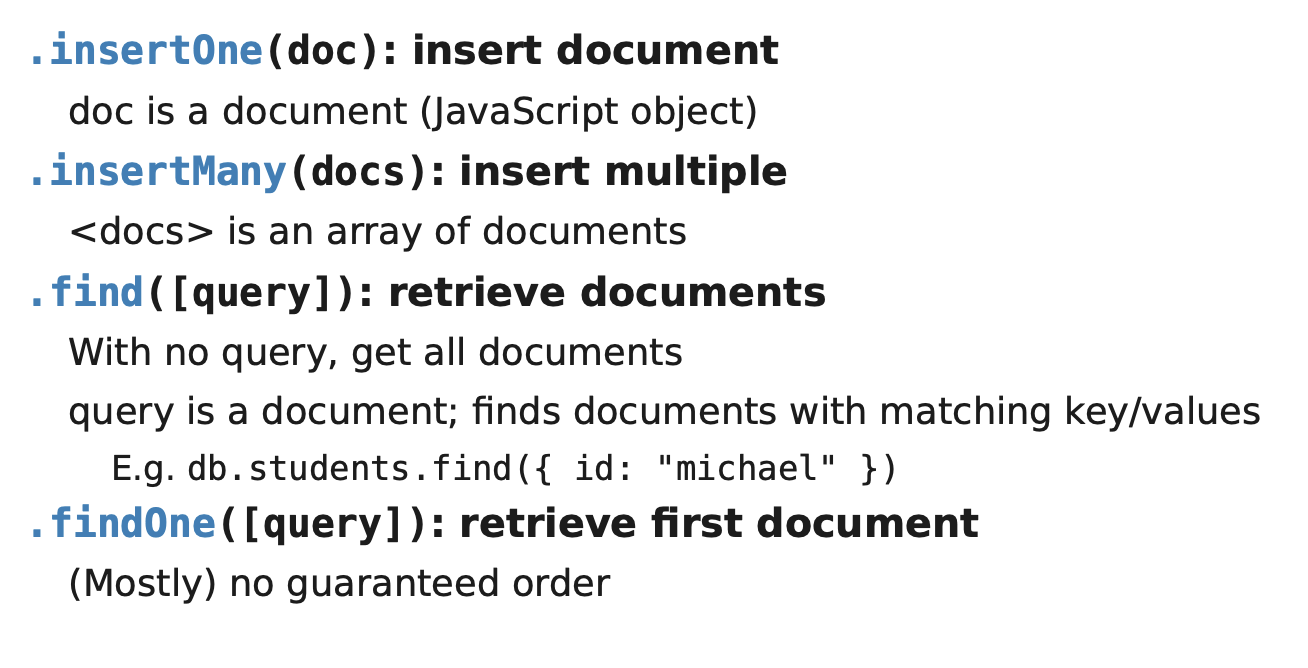 .insertOne(doc): insert document
doc is a document (JavaScript object)
.insertMany(docs): insert multiple
<docs> is an array of documents
.find([query]): retrieve documents
With no query, get all documents
query is a document; finds documents with matching key/values
E.g. db.students.find({ id: "michael" })
.findOne([query]): retrieve first document
(Mostly) no guaranteed order